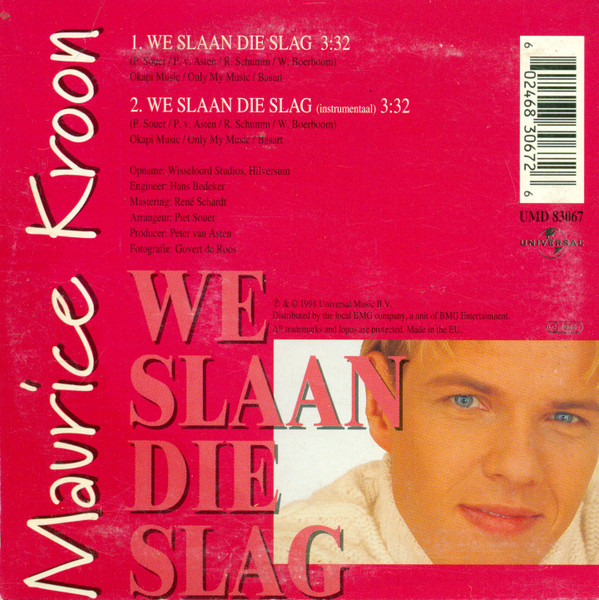 Maurice Kroon
1. WE SLAAN DIE SLAG 3:32
(P. Souer / P. v. Asten / R. Schumm / W. Boerboom)
Okapi Music / Only My Music / Basart
2. WE SLAAN DIE SLAG (instrumentaal) 3:32
(P. Souer / P. v. Asten / R. Schumm / W. Boerboom)
Okapi Music / Only My Music / Basart
Opname: Wisseloord Studios, Hilversum
Engineer: Hans Bedeker
Mastering: René Schardt
Arrangeur: Piet Souer
Producer: Peter van Asten
Fotografie: Govert de Roos
6 02468 30672 6
UMD 83067
UNIVERSAL
WE
SLAAN
DIE
SLAG
℗ & © 1998 Universal Music B.V.
Distributed by the local BMG company, a unit of BMG Entertainment.
All trademarks and logos are protected. Made in the EU.